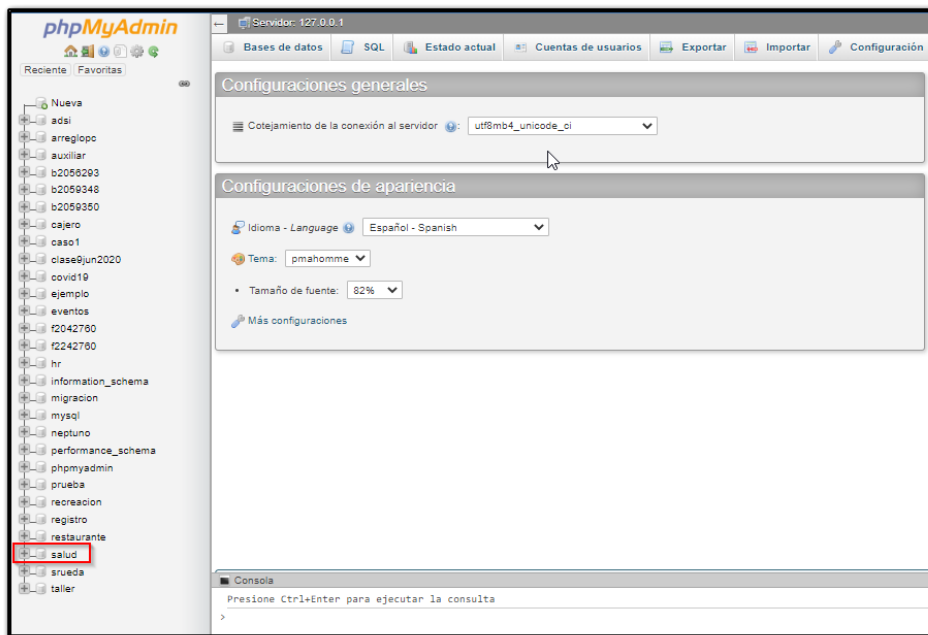 phpMyAdmin
Reciente Favoritas
Nueva
adsi
arreglopc
auxiliar
b2056293
b2059348
b2059350
cajero
caso1
clase9jun2020
covid19
ejemplo
eventos
f2042760
f2242760
hr
information_schema
migracion
mysql
neptuno
performance_schema
phpmyadmin
prueba
recreacion
registro
restaurante
salud
srueda
taller
Servidor: 127.0.0.1
Bases de datos SQL Estado actual Cuentas de usuarios Exportar Importar Configuración
Configuraciones generales
Cotejamiento de la conexión al servidor : utf8mb4_unicode_ci
Configuraciones de apariencia
Idioma - Language Español - Spanish
Tema: pmahomme
• Tamaño de fuente: 82%
Más configuraciones
Consola
Presione Ctrl+Enter para ejecutar la consulta
>